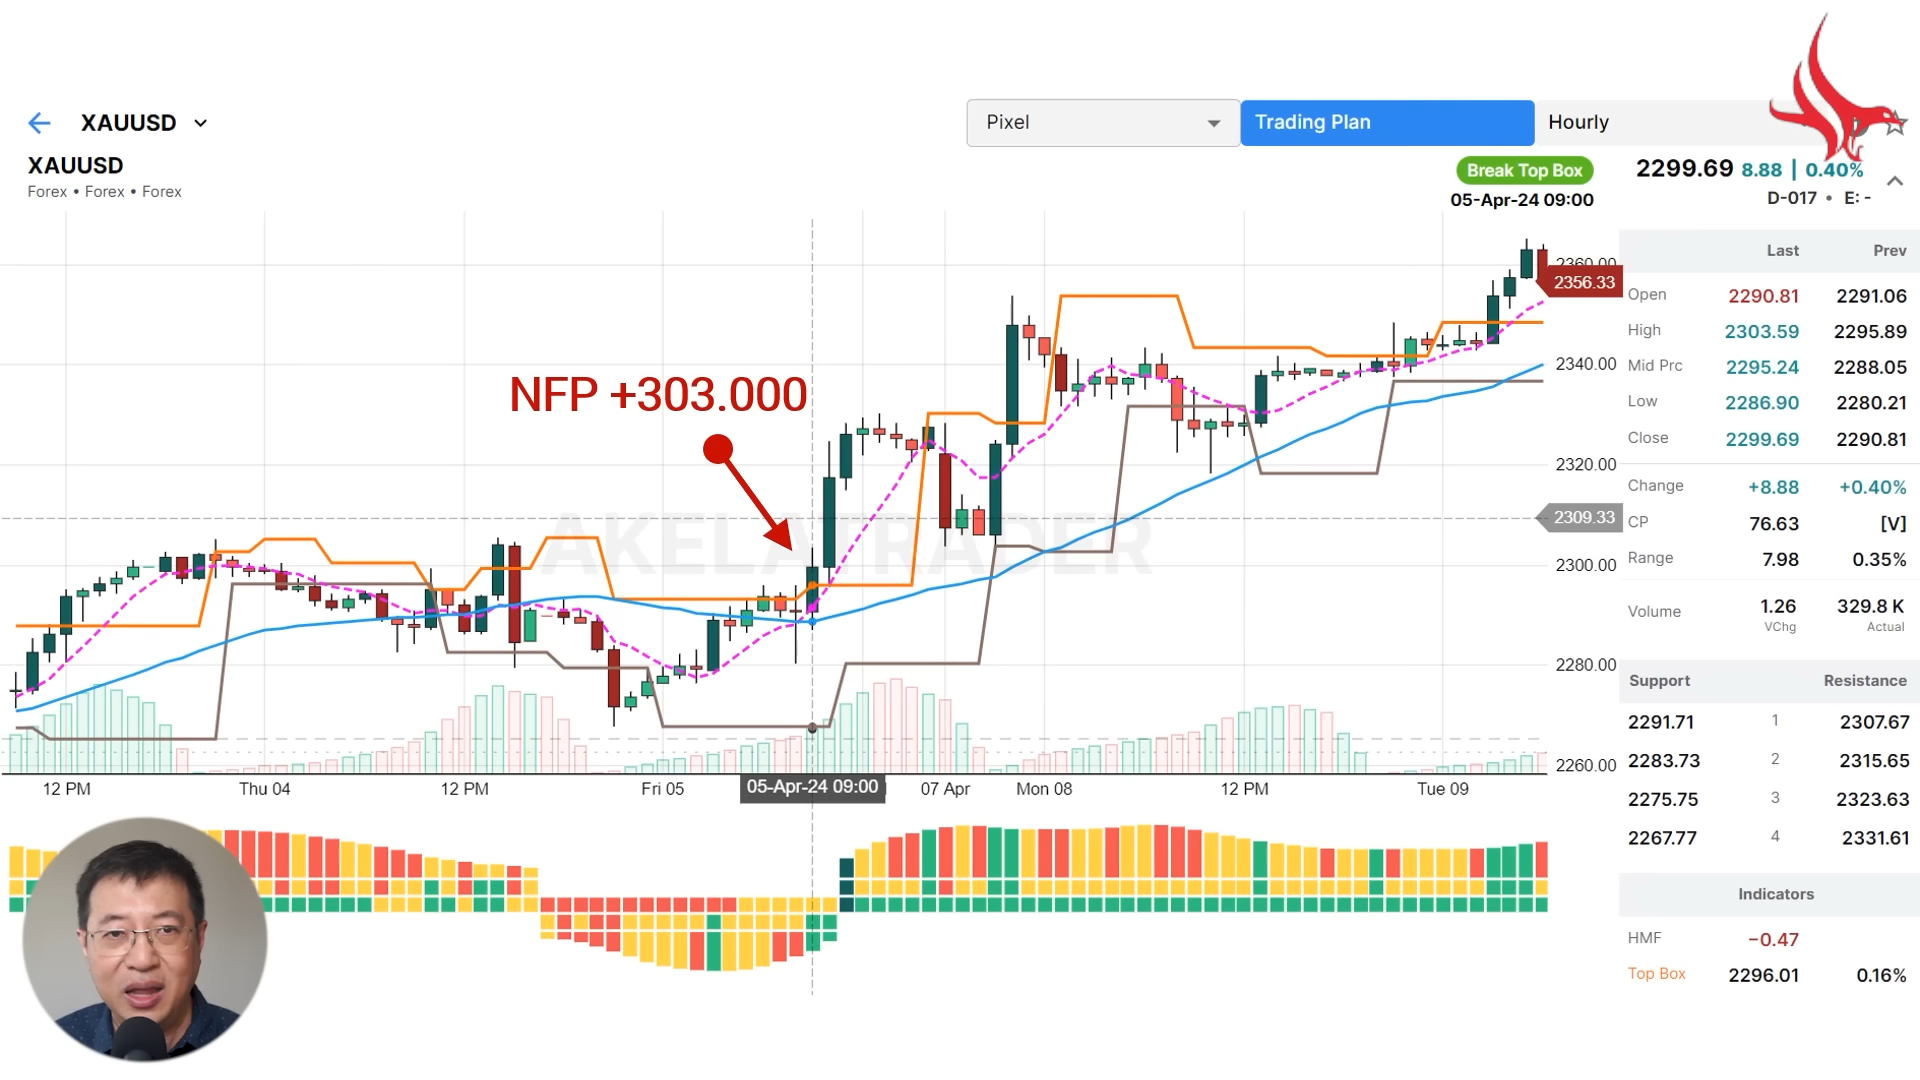 XAUUSD
Pixel
Trading Plan
Hourly
XAUUSD
Forex • Forex • Forex
Break Top Box
05-Apr-24 09:00
2299.69 8.88 | 0.40%
D-017 • E: -
NFP +303.000
AKELATRADER
2360.00
2356.33
2340.00
2320.00
2309.33
2300.00
2280.00
2260.00
12 PM
Thu 04
12 PM
Fri 05
05-Apr-24 09:00
07 Apr
Mon 08
12 PM
Tue 09
Last Prev
Open 2290.81 2291.06
High 2303.59 2295.89
Mid Prc 2295.24 2288.05
Low 2286.90 2280.21
Close 2299.69 2290.81
Change +8.88 +0.40%
CP 76.63 [V]
Range 7.98 0.35%
Volume 1.26 329.8 K
VChg Actual
Support Resistance
2291.71 1 2307.67
2283.73 2 2315.65
2275.75 3 2323.63
2267.77 4 2331.61
Indicators
HMF −0.47
Top Box 2296.01 0.16%